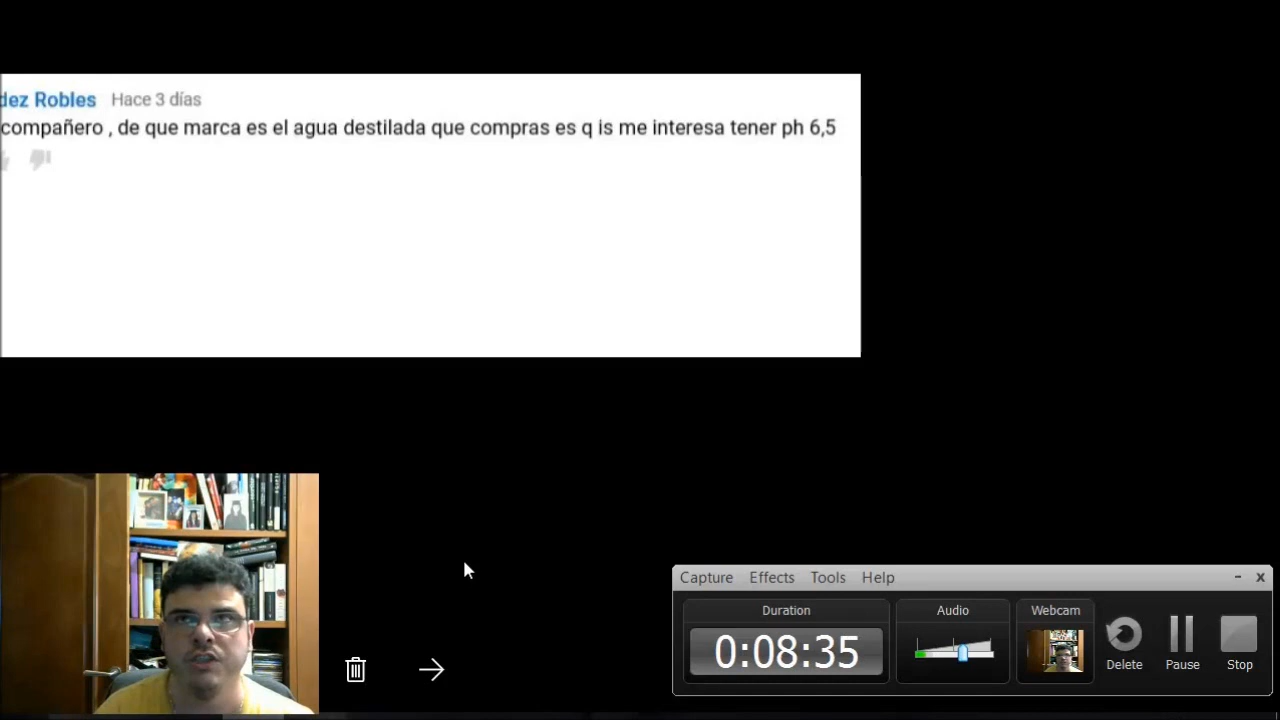 dez Robles Hace 3 días
compañero , de que marca es el agua destilada que compras es q is me interesa tener ph 6,5
Capture Effects Tools Help
Duration Audio Webcam
0:08:35
Delete Pause Stop